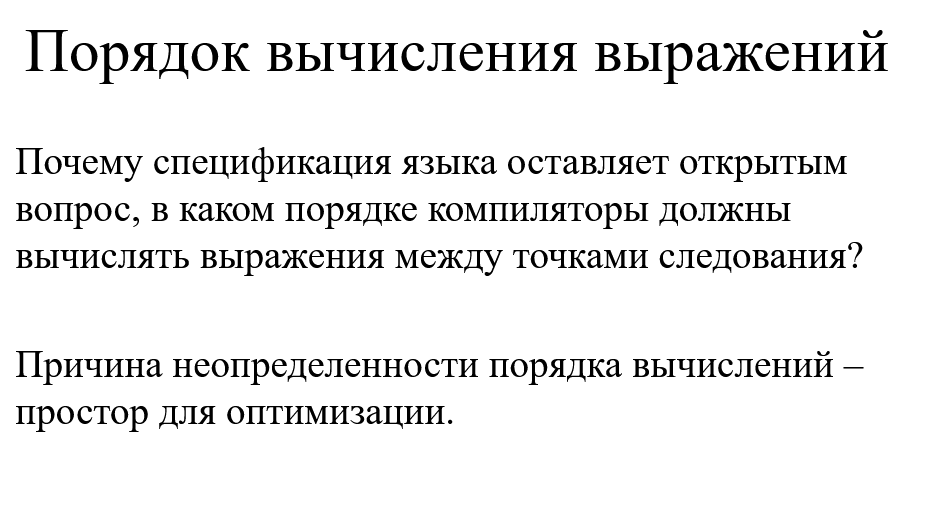 Порядок вычисления выражений
Почему спецификация языка оставляет открытым
вопрос, в каком порядке компиляторы должны
вычислять выражения между точками следования?
Причина неопределенности порядка вычислений –
простор для оптимизации.